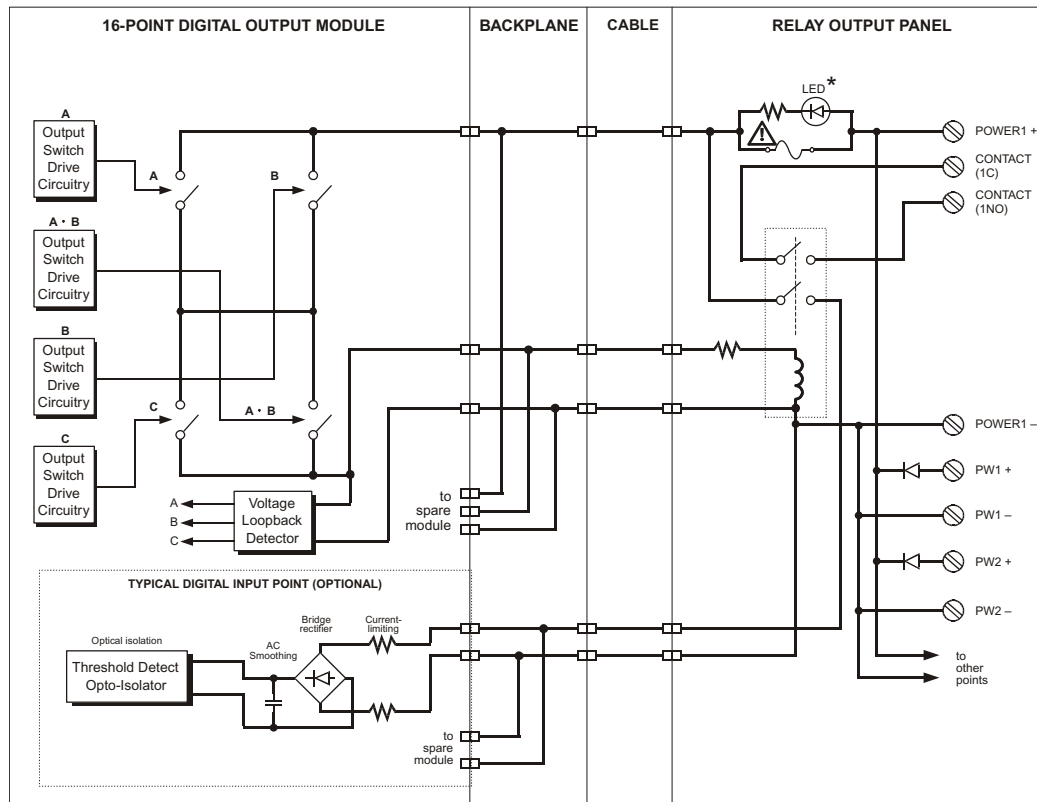 16-POINT DIGITAL OUTPUT MODULE
BACKPLANE
CABLE
RELAY OUTPUT PANEL
A
Output
Switch
Drive
Circuitry
A · B
Output
Switch
Drive
Circuitry
B
Output
Switch
Drive
Circuitry
C
Output
Switch
Drive
Circuitry
A
B
C
A · B
A
B
C
Voltage
Loopback
Detector
to
spare
module
LED*
POWER1 +
CONTACT
(1C)
CONTACT
(1NO)
POWER1 –
PW1 +
PW1 –
PW2 +
PW2 –
to
other
points
TYPICAL DIGITAL INPUT POINT (OPTIONAL)
Optical isolation
Threshold Detect
Opto-Isolator
AC
Smoothing
Bridge
rectifier
Current-
limiting
to
spare
module